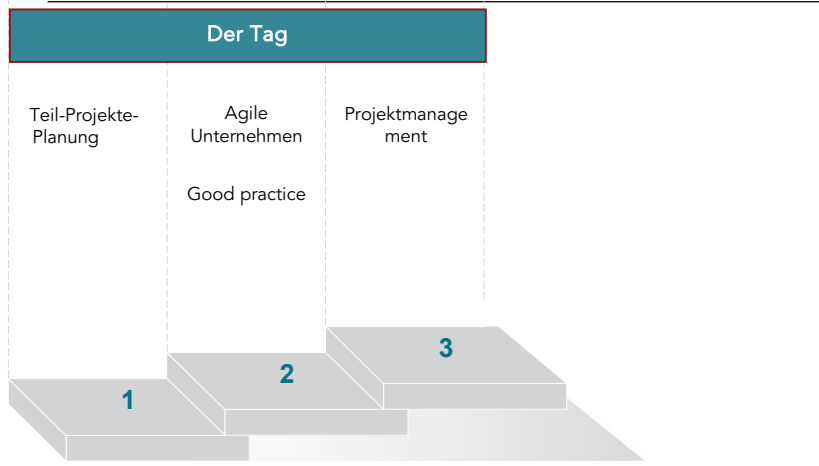 Der Tag
Teil-Projekte-
Planung
Agile
Unternehmen
Good practice
Projektmanage
ment
1
2
3